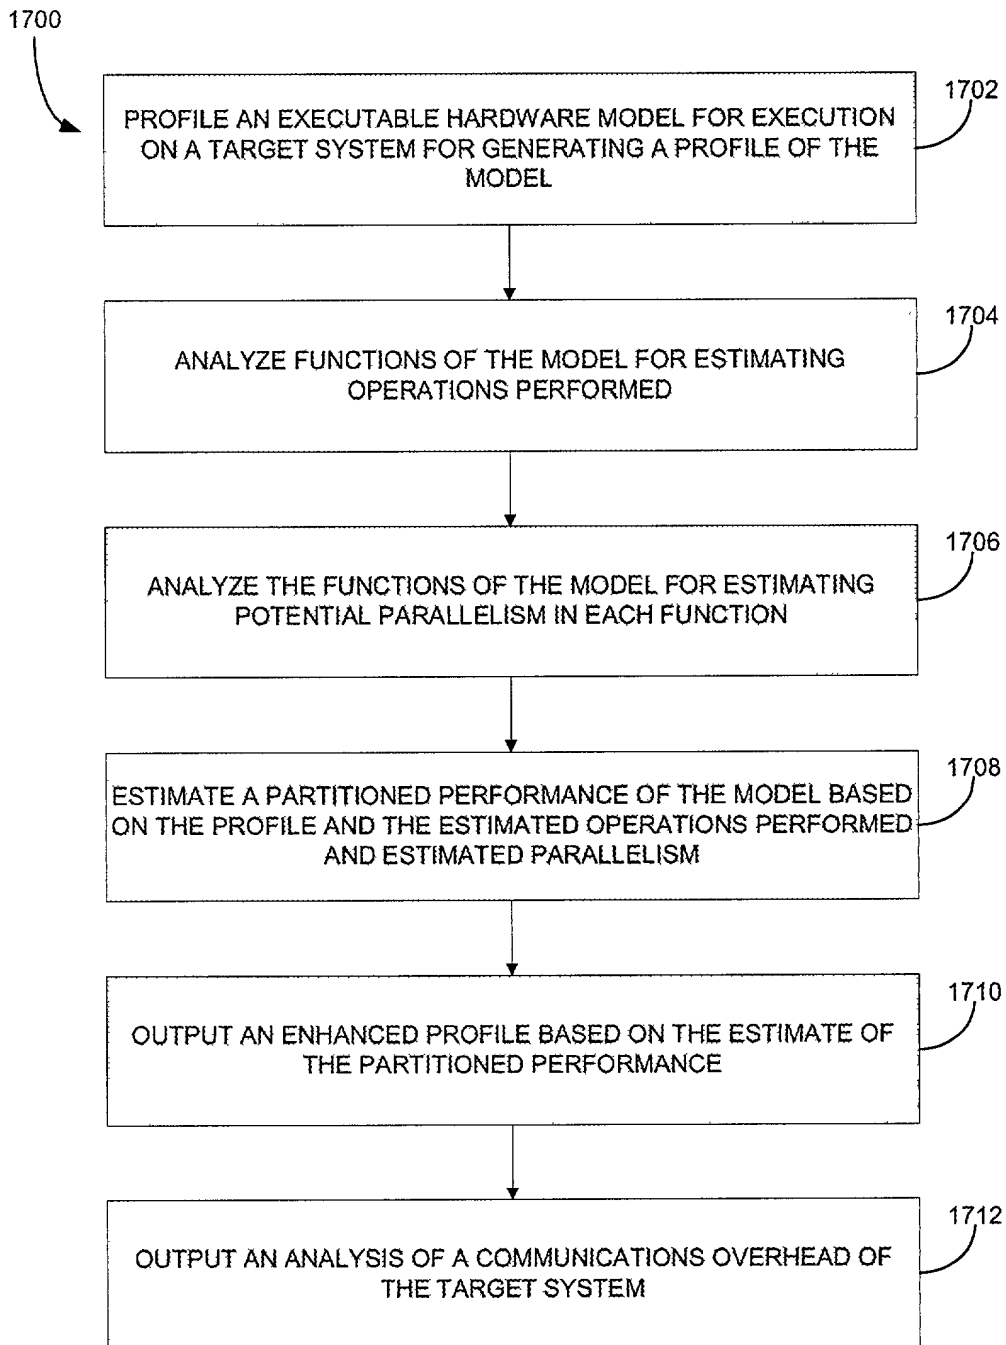 1700
1702
PROFILE AN EXECUTABLE HARDWARE MODEL FOR EXECUTION
ON A TARGET SYSTEM FOR GENERATING A PROFILE OF THE
MODEL
1704
ANALYZE FUNCTIONS OF THE MODEL FOR ESTIMATING
OPERATIONS PERFORMED
1706
ANALYZE THE FUNCTIONS OF THE MODEL FOR ESTIMATING
POTENTIAL PARALLELISM IN EACH FUNCTION
1708
ESTIMATE A PARTITIONED PERFORMANCE OF THE MODEL BASED
ON THE PROFILE AND THE ESTIMATED OPERATIONS PERFORMED
AND ESTIMATED PARALLELISM
1710
OUTPUT AN ENHANCED PROFILE BASED ON THE ESTIMATE OF
THE PARTITIONED PERFORMANCE
1712
OUTPUT AN ANALYSIS OF A COMMUNICATIONS OVERHEAD OF
THE TARGET SYSTEM